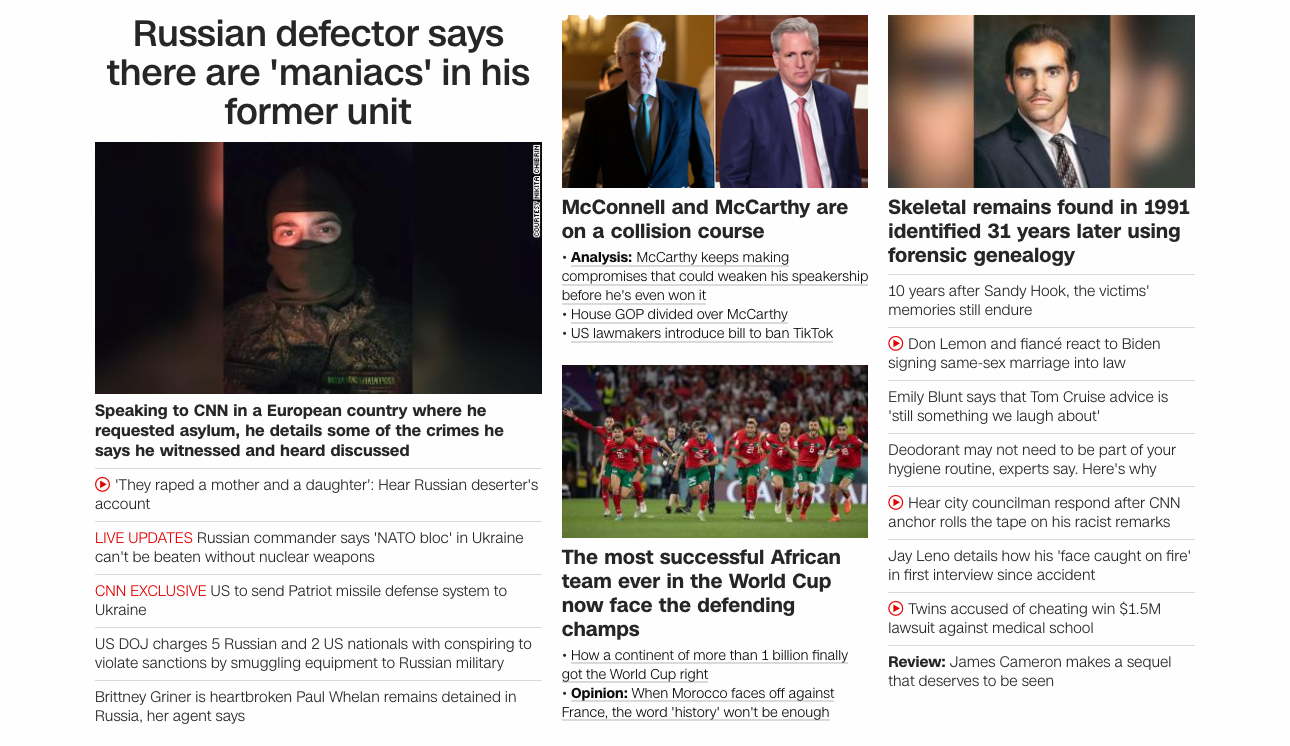 Russian defector says
there are 'maniacs' in his
former unit
COURTESY NIKITA CHIBRIN
Speaking to CNN in a European country where he
requested asylum, he details some of the crimes he
says he witnessed and heard discussed
'They raped a mother and a daughter': Hear Russian deserter's
account
LIVE UPDATES Russian commander says 'NATO bloc' in Ukraine
can't be beaten without nuclear weapons
CNN EXCLUSIVE US to send Patriot missile defense system to
Ukraine
US DOJ charges 5 Russian and 2 US nationals with conspiring to
violate sanctions by smuggling equipment to Russian military
Brittney Griner is heartbroken Paul Whelan remains detained in
Russia, her agent says
McConnell and McCarthy are
on a collision course
• Analysis: McCarthy keeps making
compromises that could weaken his speakership
before he's even won it
• House GOP divided over McCarthy
• US lawmakers introduce bill to ban TikTok
The most successful African
team ever in the World Cup
now face the defending
champs
• How a continent of more than 1 billion finally
got the World Cup right
• Opinion: When Morocco faces off against
France, the word 'history' won't be enough
Skeletal remains found in 1991
identified 31 years later using
forensic genealogy
10 years after Sandy Hook, the victims'
memories still endure
Don Lemon and fiancé react to Biden
signing same-sex marriage into law
Emily Blunt says that Tom Cruise advice is
'still something we laugh about'
Deodorant may not need to be part of your
hygiene routine, experts say. Here's why
Hear city councilman respond after CNN
anchor rolls the tape on his racist remarks
Jay Leno details how his 'face caught on fire'
in first interview since accident
Twins accused of cheating win $1.5M
lawsuit against medical school
Review: James Cameron makes a sequel
that deserves to be seen